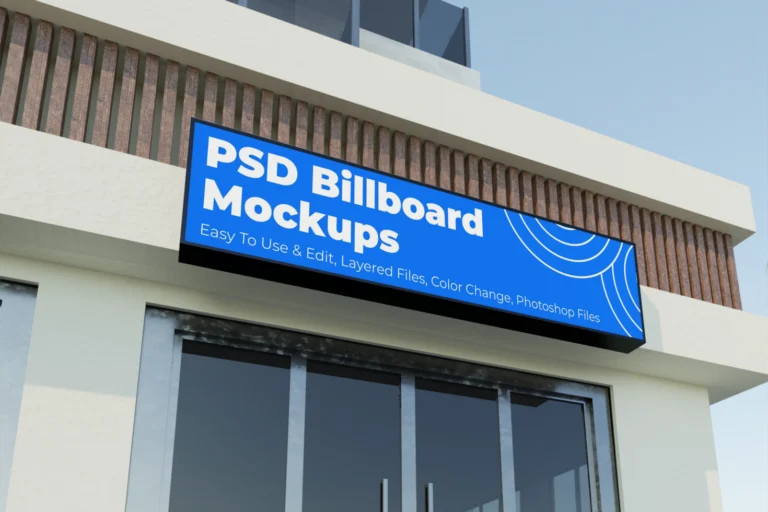 PSD Billboard
Mockups
Easy To Use & Edit, Layered Files, Color Change, Photoshop Files